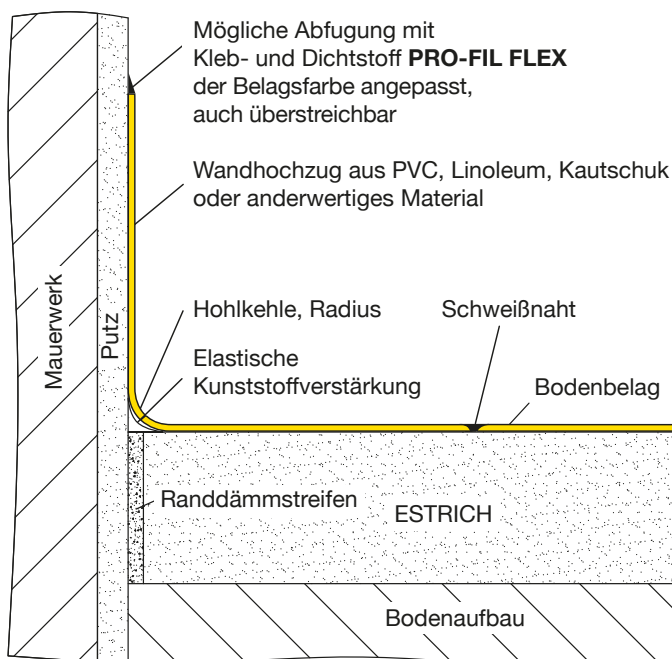 Mögliche Abfugung mit
Kleb- und Dichtstoff PRO-FIL FLEX
der Belagsfarbe angepasst,
auch überstreichbar
Wandhochzug aus PVC, Linoleum, Kautschuk
oder anderwertiges Material
Mauerwerk
Putz
Hohlkehle, Radius
Schweißnaht
Elastische
Kunststoffverstärkung
Bodenbelag
Randdämmstreifen
ESTRICH
Bodenaufbau